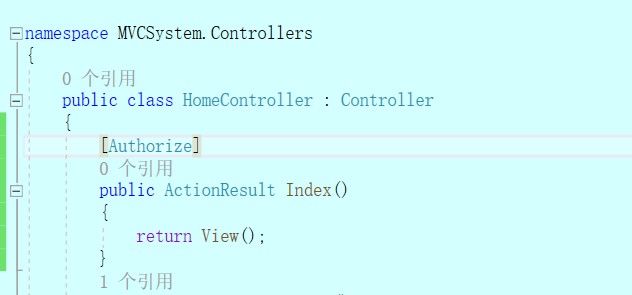 namespace MVCSystem.Controllers
{
0 个引用
public class HomeController : Controller
{
[Authorize]
0 个引用
public ActionResult Index()
{
return View();
}
1 个引用